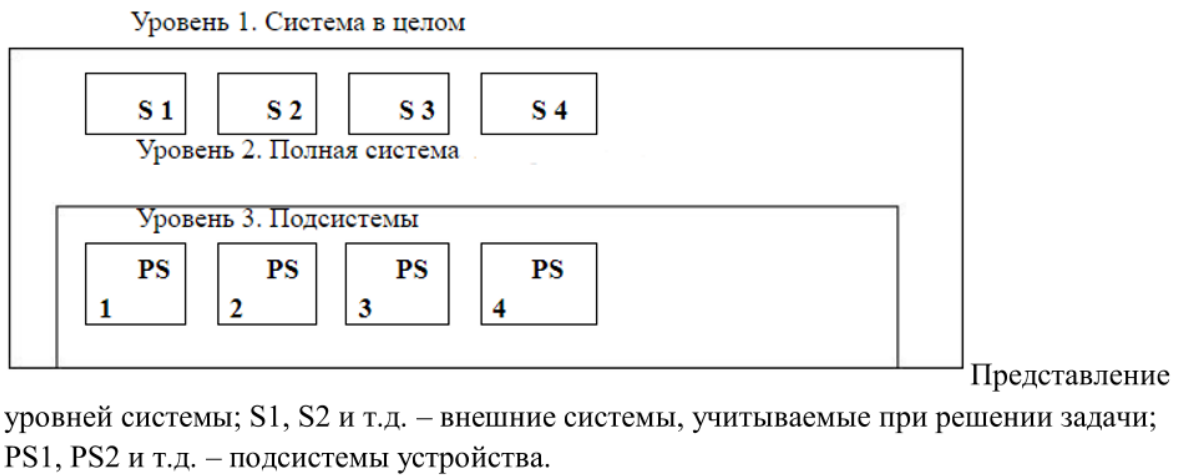 Уровень 1. Система в целом
S 1 S 2 S 3 S 4
Уровень 2. Полная система
Уровень 3. Подсистемы
PS PS PS PS
1 2 3 4
Представление
уровней системы; S1, S2 и т.д. – внешние системы, учитываемые при решении задачи;
PS1, PS2 и т.д. – подсистемы устройства.